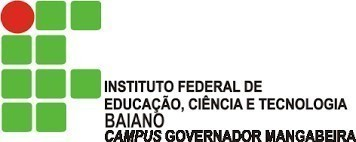 INSTITUTO FEDERAL DE
EDUCAÇÃO, CIÊNCIA E TECNOLOGIA
BAIANO
CAMPUS GOVERNADOR MANGABEIRA